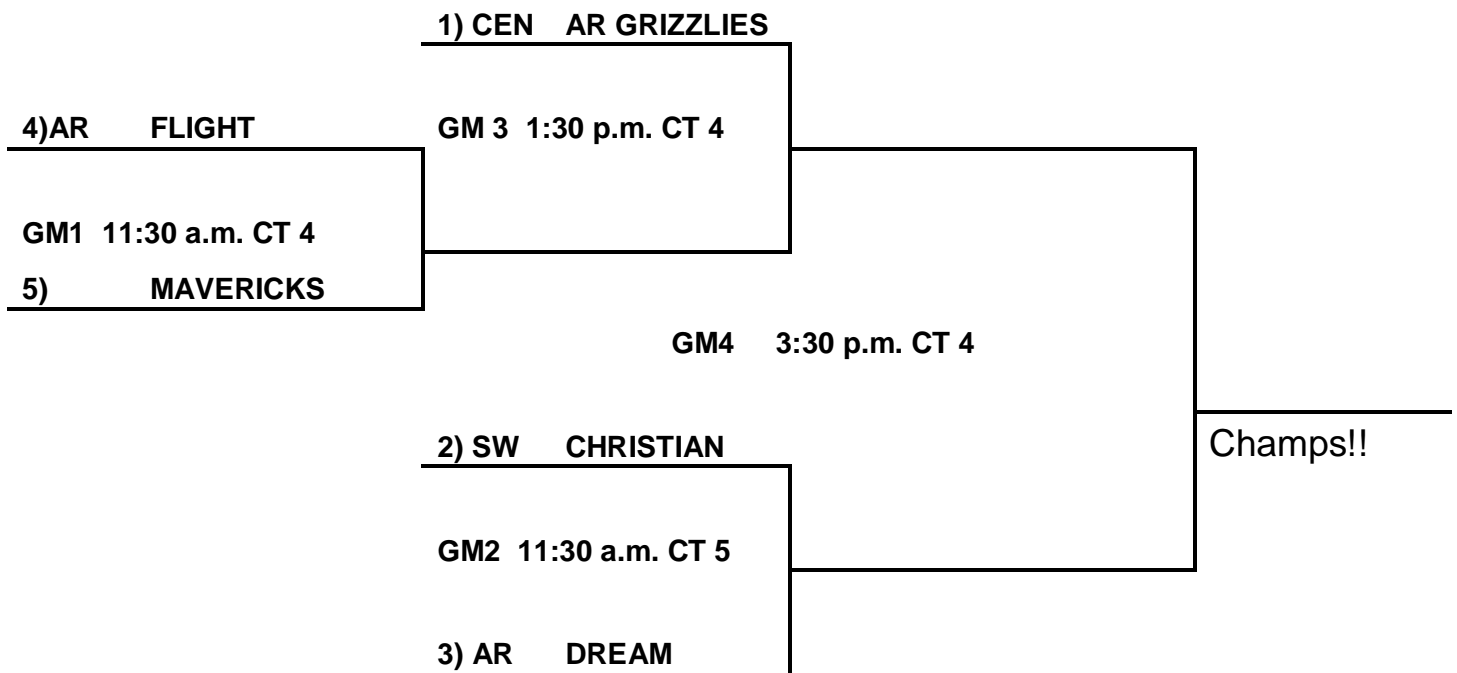 1) CEN AR GRIZZLIES
4)AR FLIGHT
GM 3 1:30 p.m. CT 4
GM1 11:30 a.m. CT 4
5) MAVERICKS
GM4 3:30 p.m. CT 4
2) SW CHRISTIAN
Champs!!
GM2 11:30 a.m. CT 5
3) AR DREAM